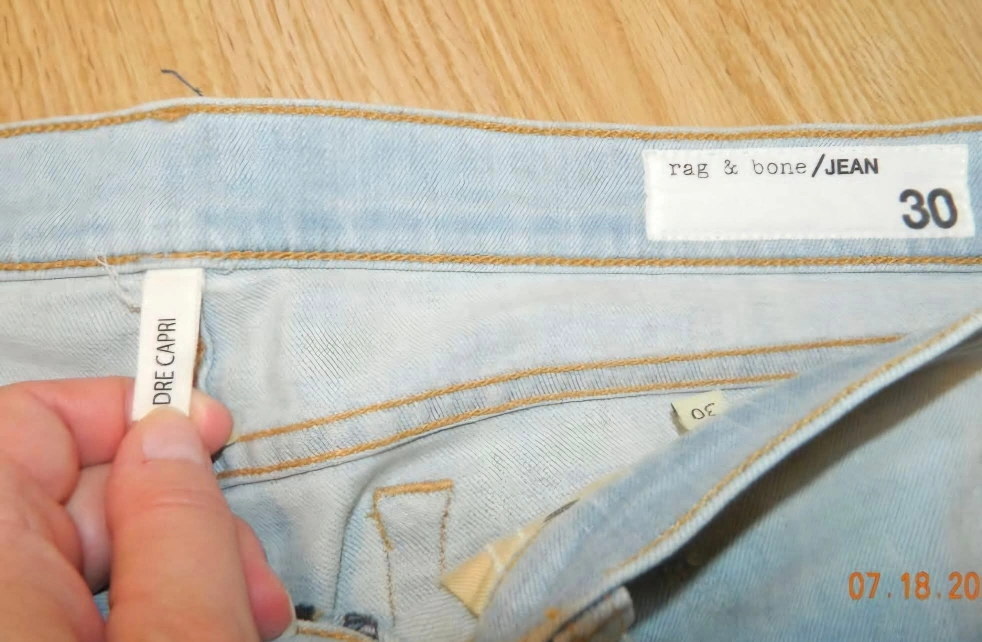 rag & bone/JEAN
30
DRE CAPRI
30
07.18.20